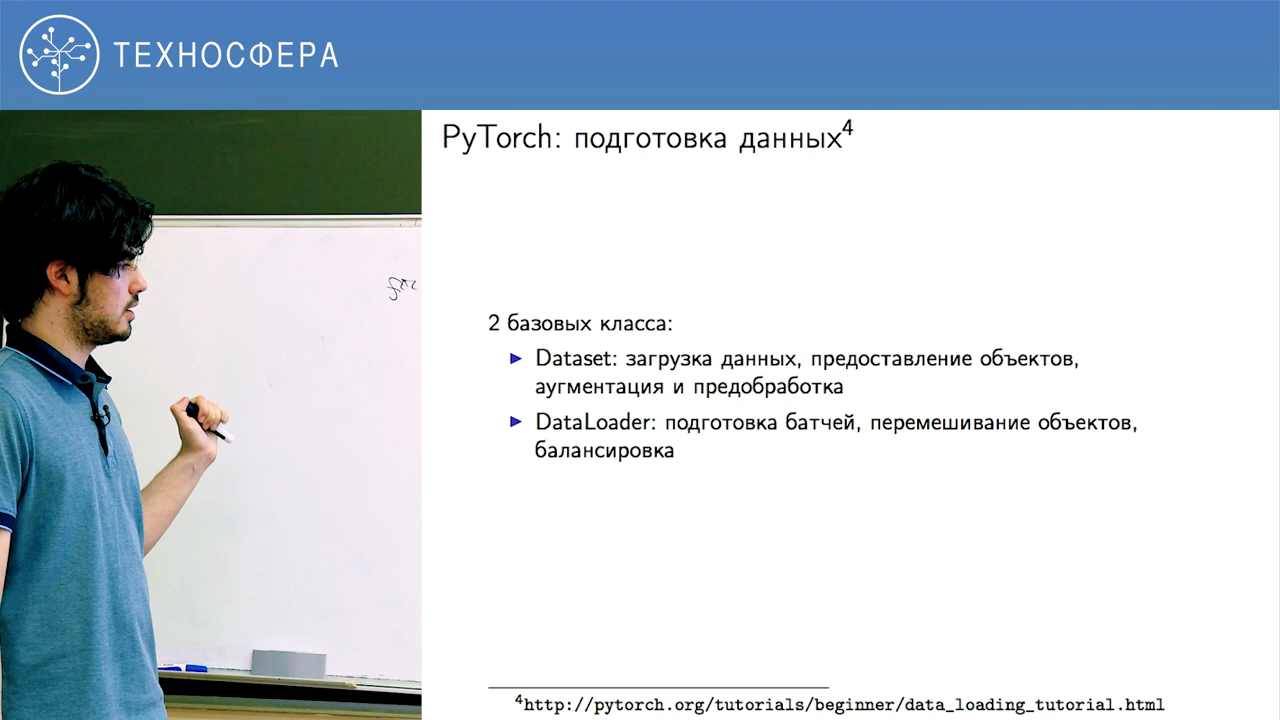 ТЕХНОСФЕРА
PyTorch: подготовка данных⁴
2 базовых класса:
▶ Dataset: загрузка данных, предоставление объектов,
аугментация и предобработка
▶ DataLoader: подготовка батчей, перемешивание объектов,
балансировка
⁴http://pytorch.org/tutorials/beginner/data_loading_tutorial.html